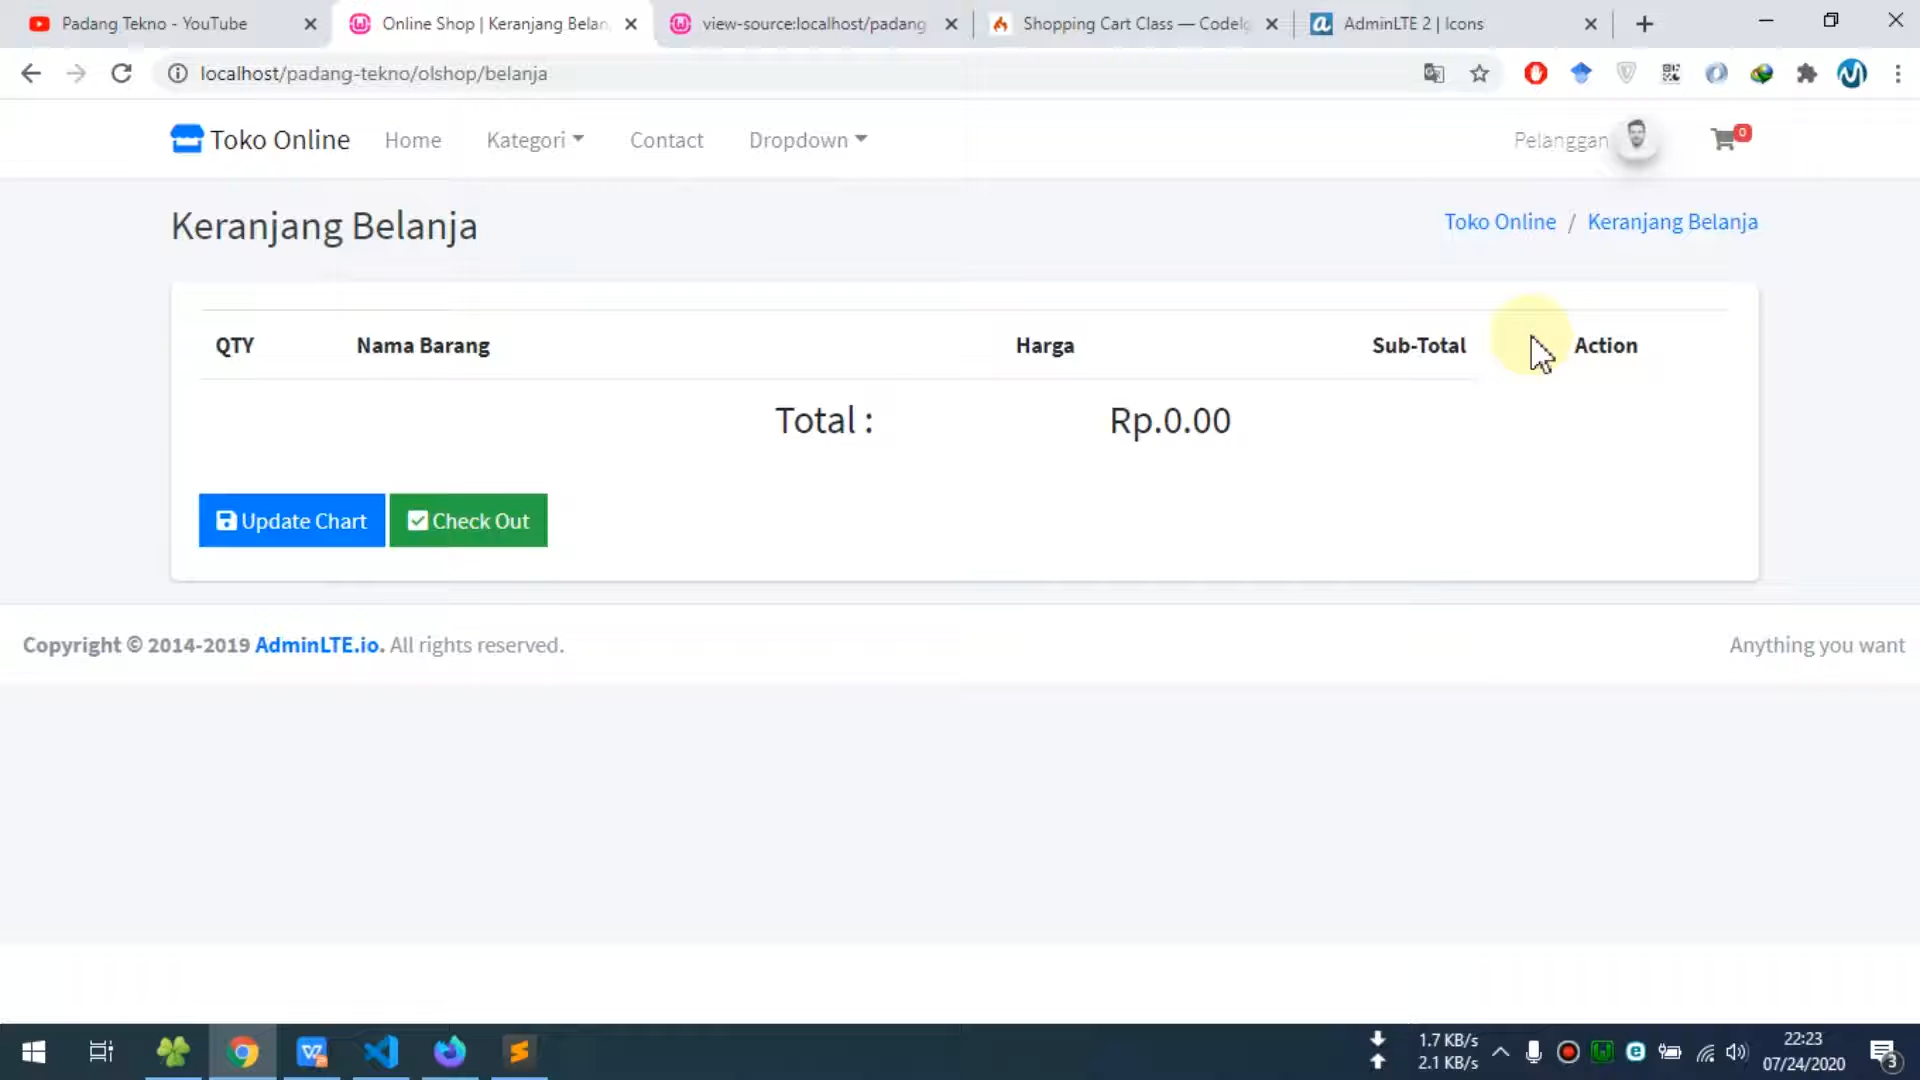 Padang Tekno - YouTube
Online Shop | Keranjang Belan
view-source:localhost/padang
Shopping Cart Class — CodeIg
AdminLTE 2 | Icons
localhost/padang-tekno/olshop/belanja
Toko Online
Home
Kategori
Contact
Dropdown
Pelanggan
0
Keranjang Belanja
Toko Online / Keranjang Belanja
QTY
Nama Barang
Harga
Sub-Total
Action
Total :
Rp.0.00
Update Chart
Check Out
Copyright © 2014-2019 AdminLTE.io. All rights reserved.
Anything you want
1.7 KB/s
2.1 KB/s
22:23
07/24/2020
3